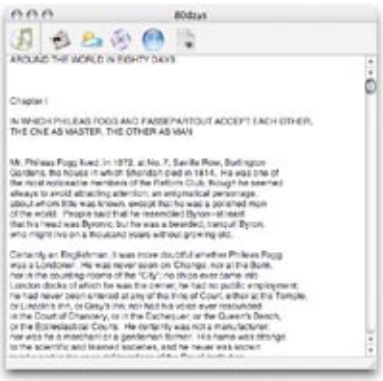 80days
AROUND THE WORLD IN EIGHTY DAYS
Chapter I
IN WHICH PHILEAS FOGG AND PASSEPARTOUT ACCEPT EACH OTHER,
THE ONE AS MASTER, THE OTHER AS MAN
Mr. Phileas Fogg lived, in 1872, at No. 7, Saville Row, Burlington
Gardens, the house in which Sheridan died in 1814. He was one of
the most noticeable members of the Reform Club, though he seemed
always to avoid attracting attention; an enigmatical personage,
about whom little was known, except that he was a polished man
of the world. People said that he resembled Byron--at least
that his head was Byronic; but he was a bearded, tranquil Byron,
who might live on a thousand years without growing old.
Certainly an Englishman, it was more doubtful whether Phileas Fogg
was a Londoner. He was never seen on 'Change, nor at the Bank,
nor in the counting-rooms of the "City"; no ships ever came into
London docks of which he was the owner; he had no public employment;
he had never been entered at any of the Inns of Court, either at the Temple,
or Lincoln's Inn, or Gray's Inn; nor had his voice ever resounded
in the Court of Chancery, or in the Exchequer, or the Queen's Bench,
or the Ecclesiastical Courts. He certainly was not a manufacturer;
nor was he a merchant or a gentleman farmer. His name was strange
to the scientific and learned societies, and he never was known